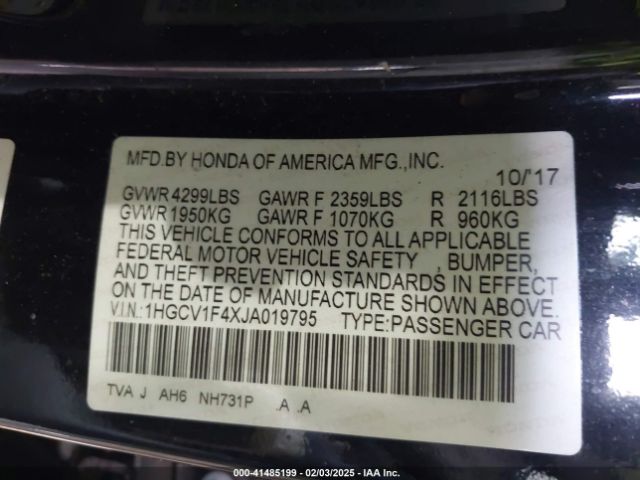 MFD.BY HONDA OF AMERICA MFG.,INC.
10/'17
GVWR 4299LBS GAWR F 2359LBS R 2116LBS
GVWR 1950KG GAWR F 1070KG R 960KG
THIS VEHICLE CONFORMS TO ALL APPLICABLE
FEDERAL MOTOR VEHICLE SAFETY , BUMPER,
AND THEFT PREVENTION STANDARDS IN EFFECT
ON THE DATE OF MANUFACTURE SHOWN ABOVE.
V.I.N.:1HGCV1F4XJA019795 TYPE:PASSENGER CAR
TVA J AH6 NH731P .A .A
000-41485199 — 02/03/2025 — IAA Inc.